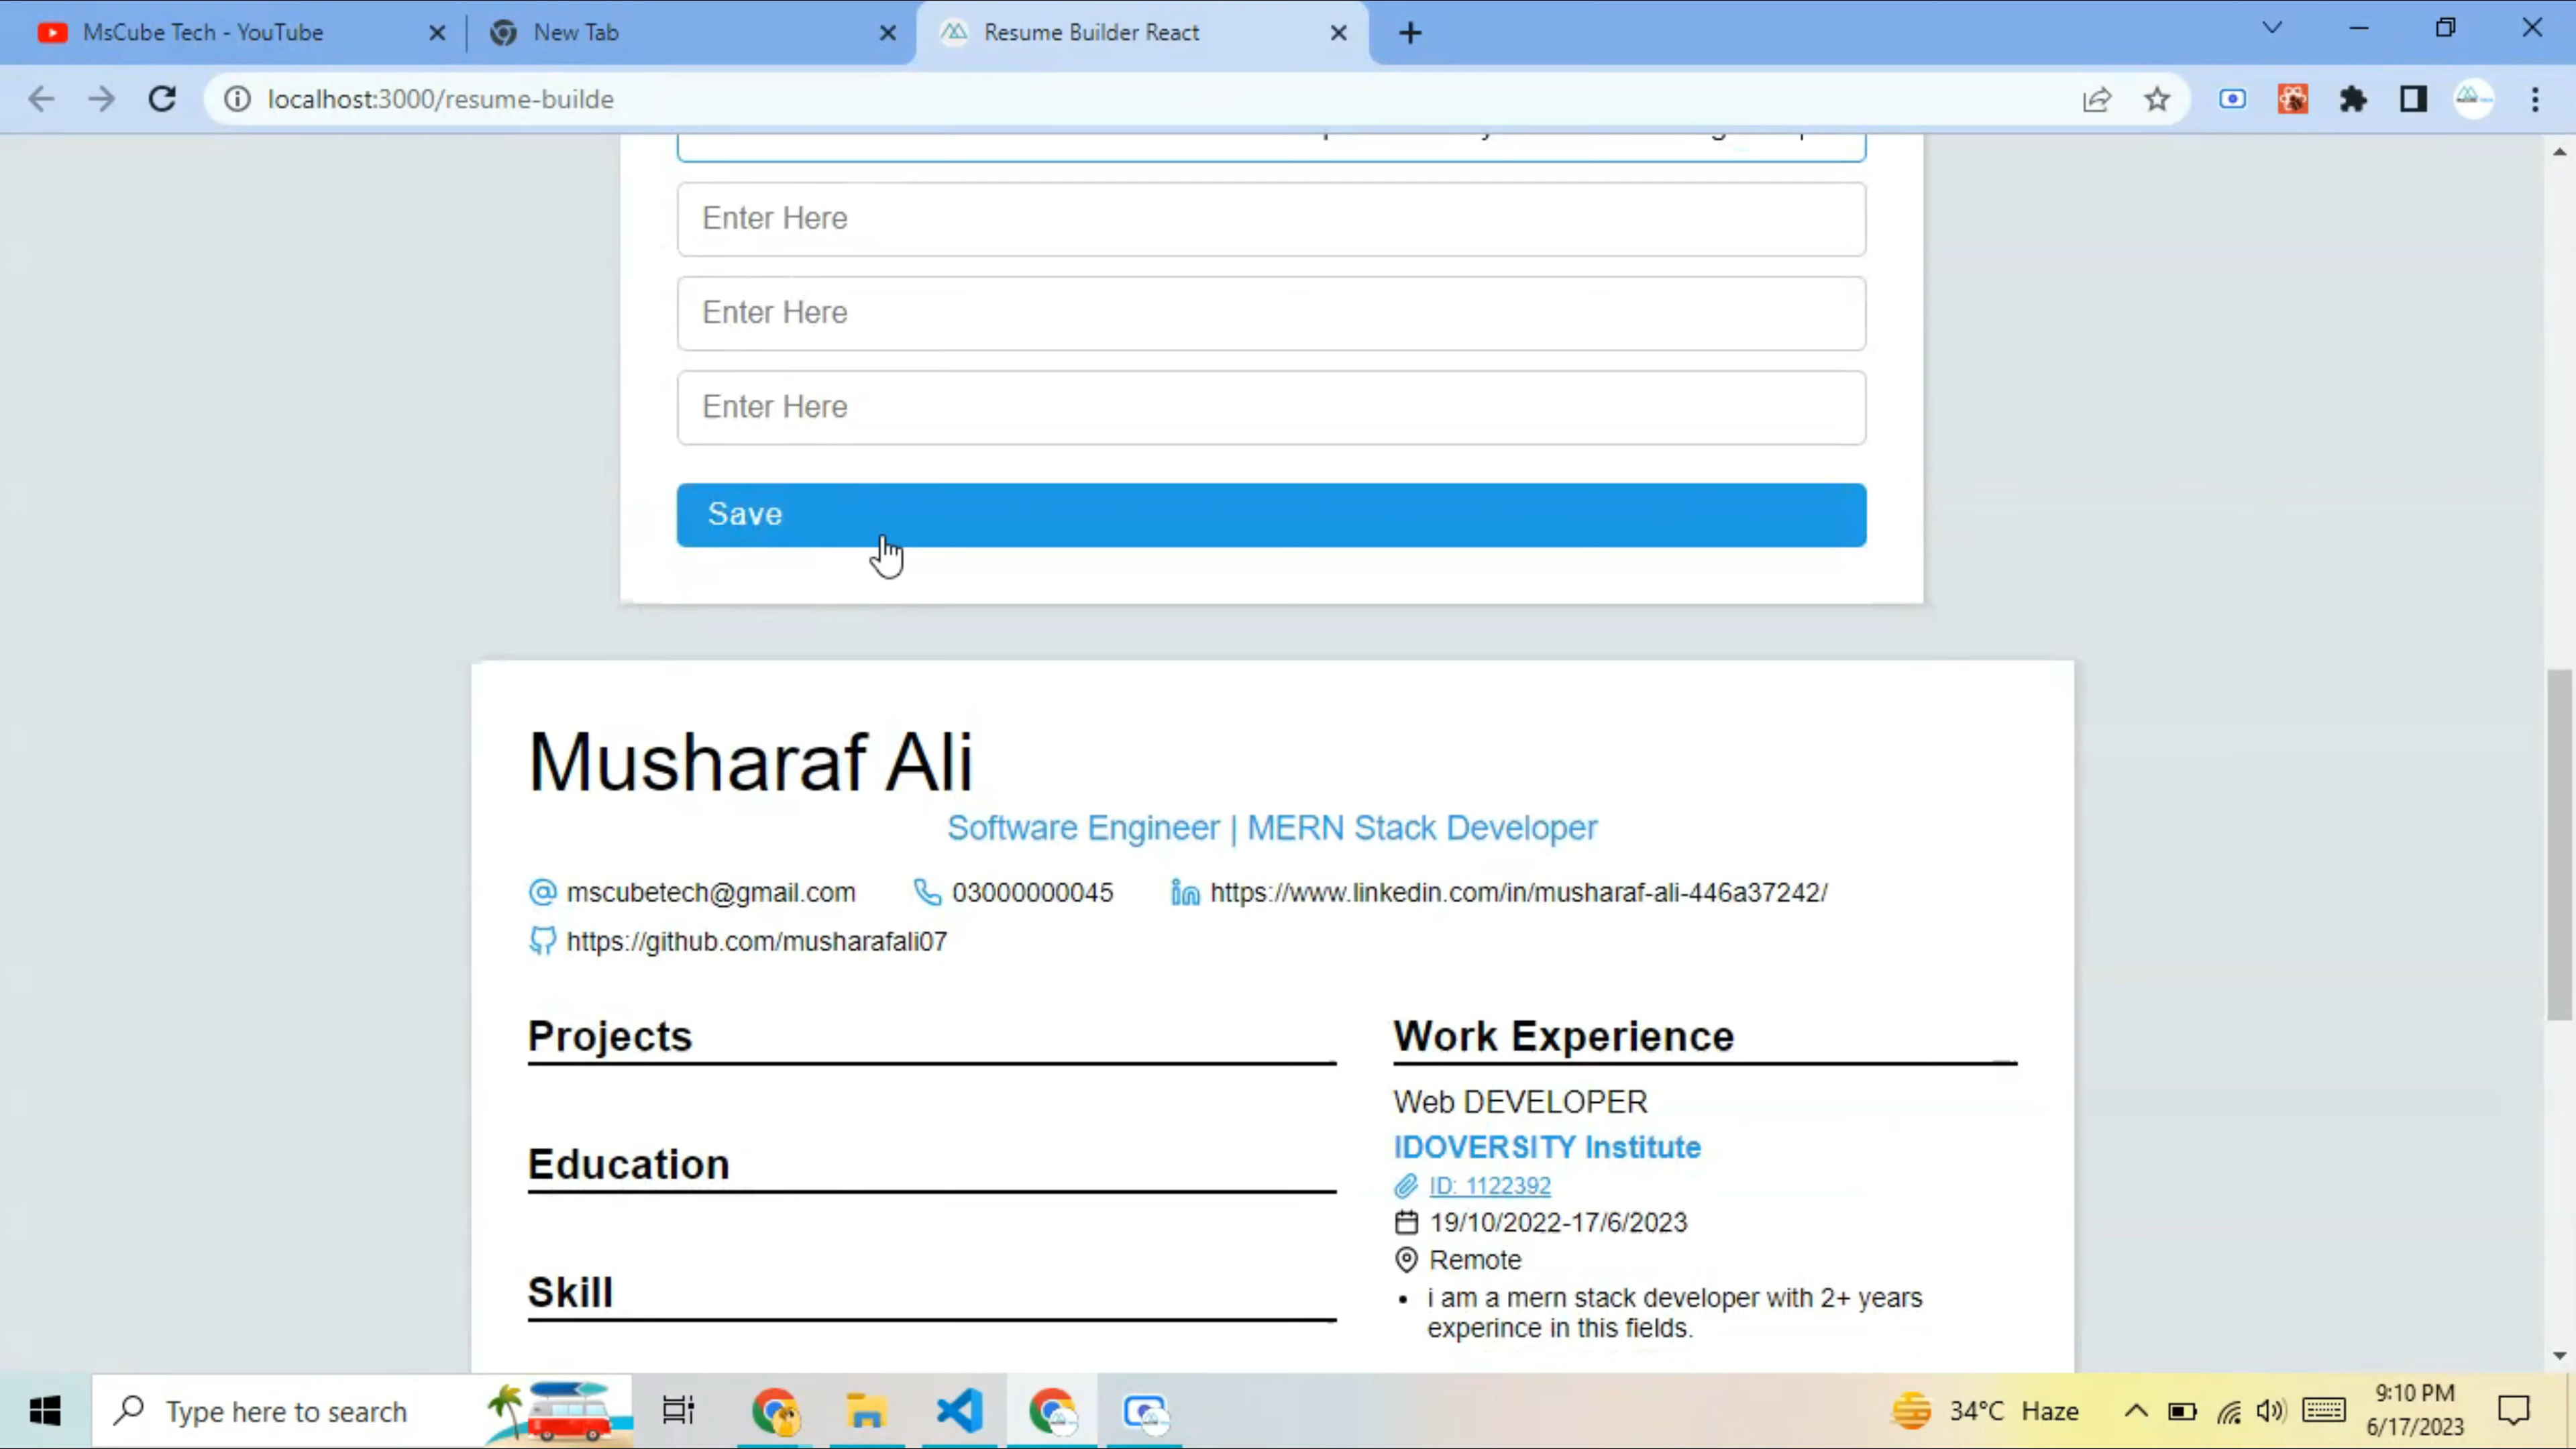 MsCube Tech - YouTube
New Tab
Resume Builder React
localhost:3000/resume-builde
Enter Here
Enter Here
Enter Here
Save
Musharaf Ali
Software Engineer | MERN Stack Developer
mscubetech@gmail.com 03000000045 https://www.linkedin.com/in/musharaf-ali-446a37242/
https://github.com/musharafali07
Projects
Education
Skill
Work Experience
Web DEVELOPER
IDOVERSITY Institute
ID: 1122392
19/10/2022-17/6/2023
Remote
• i am a mern stack developer with 2+ years
experince in this fields.
Type here to search
34°C Haze
9:10 PM
6/17/2023